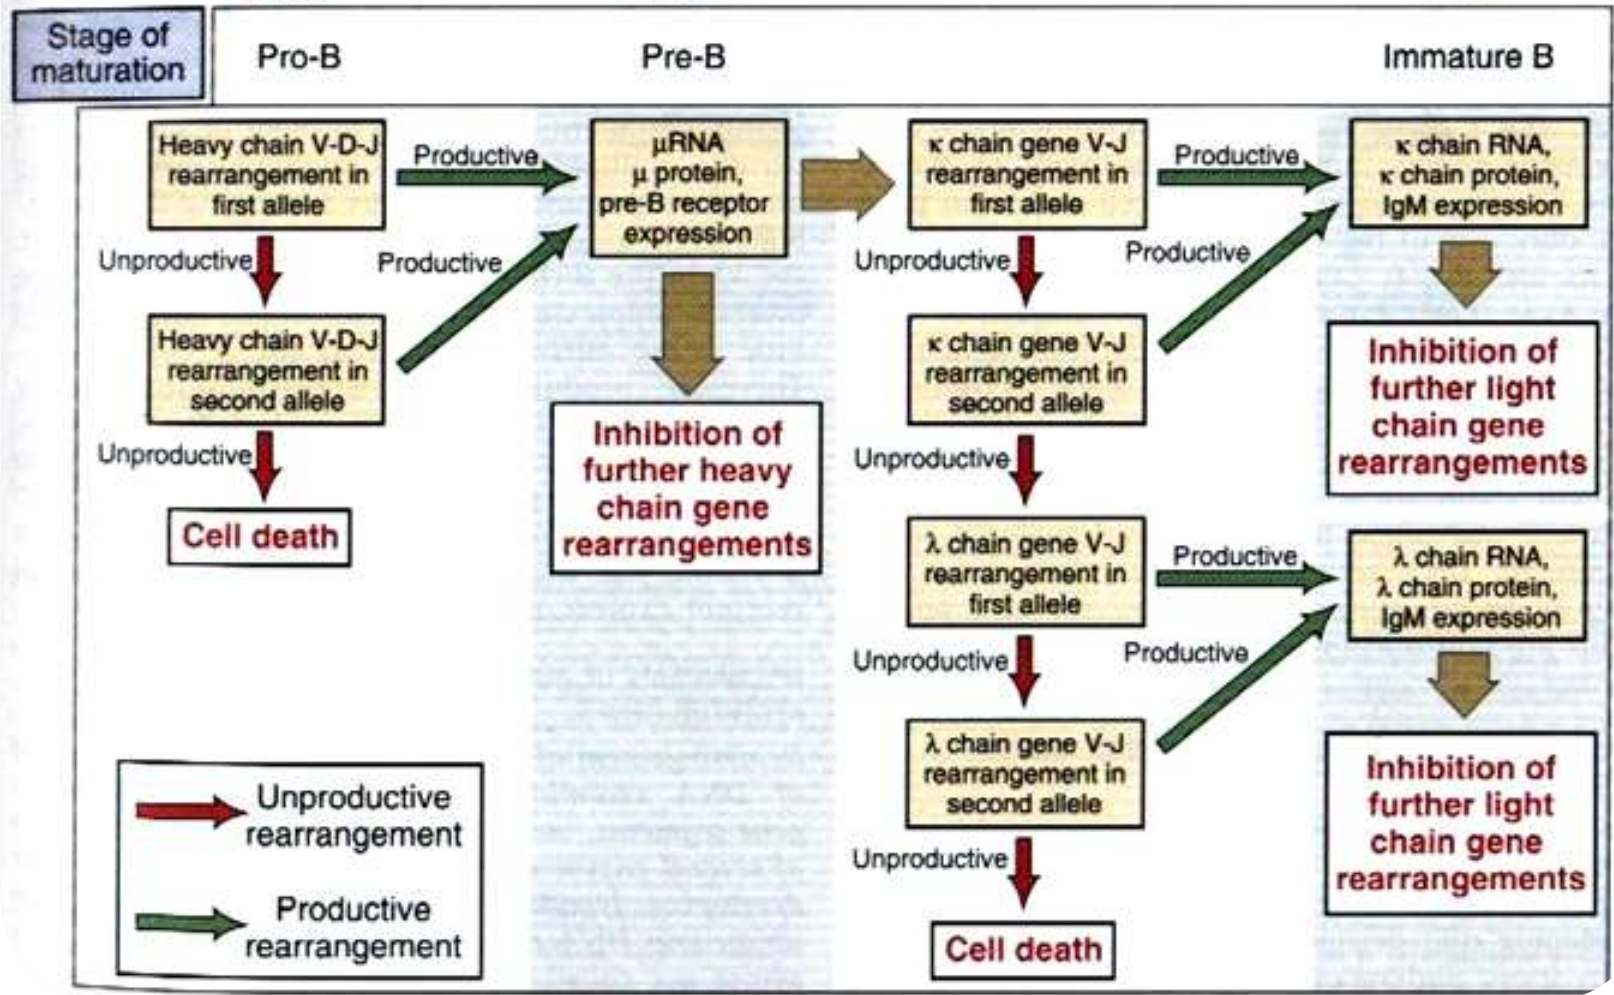 Stage of
maturation
Pro-B
Pre-B
Immature B
Heavy chain V-D-J
rearrangement in
first allele
Productive
μRNA
μ protein,
pre-B receptor
expression
κ chain gene V-J
rearrangement in
first allele
Productive
κ chain RNA,
κ chain protein,
IgM expression
Unproductive
Productive
Unproductive
Productive
Heavy chain V-D-J
rearrangement in
second allele
κ chain gene V-J
rearrangement in
second allele
Inhibition of
further light
chain gene
rearrangements
Unproductive
Inhibition of
further heavy
chain gene
rearrangements
Unproductive
Cell death
λ chain gene V-J
rearrangement in
first allele
Productive
λ chain RNA,
λ chain protein,
IgM expression
Unproductive
Productive
λ chain gene V-J
rearrangement in
second allele
Inhibition of
further light
chain gene
rearrangements
Unproductive
rearrangement
Unproductive
Productive
rearrangement
Cell death